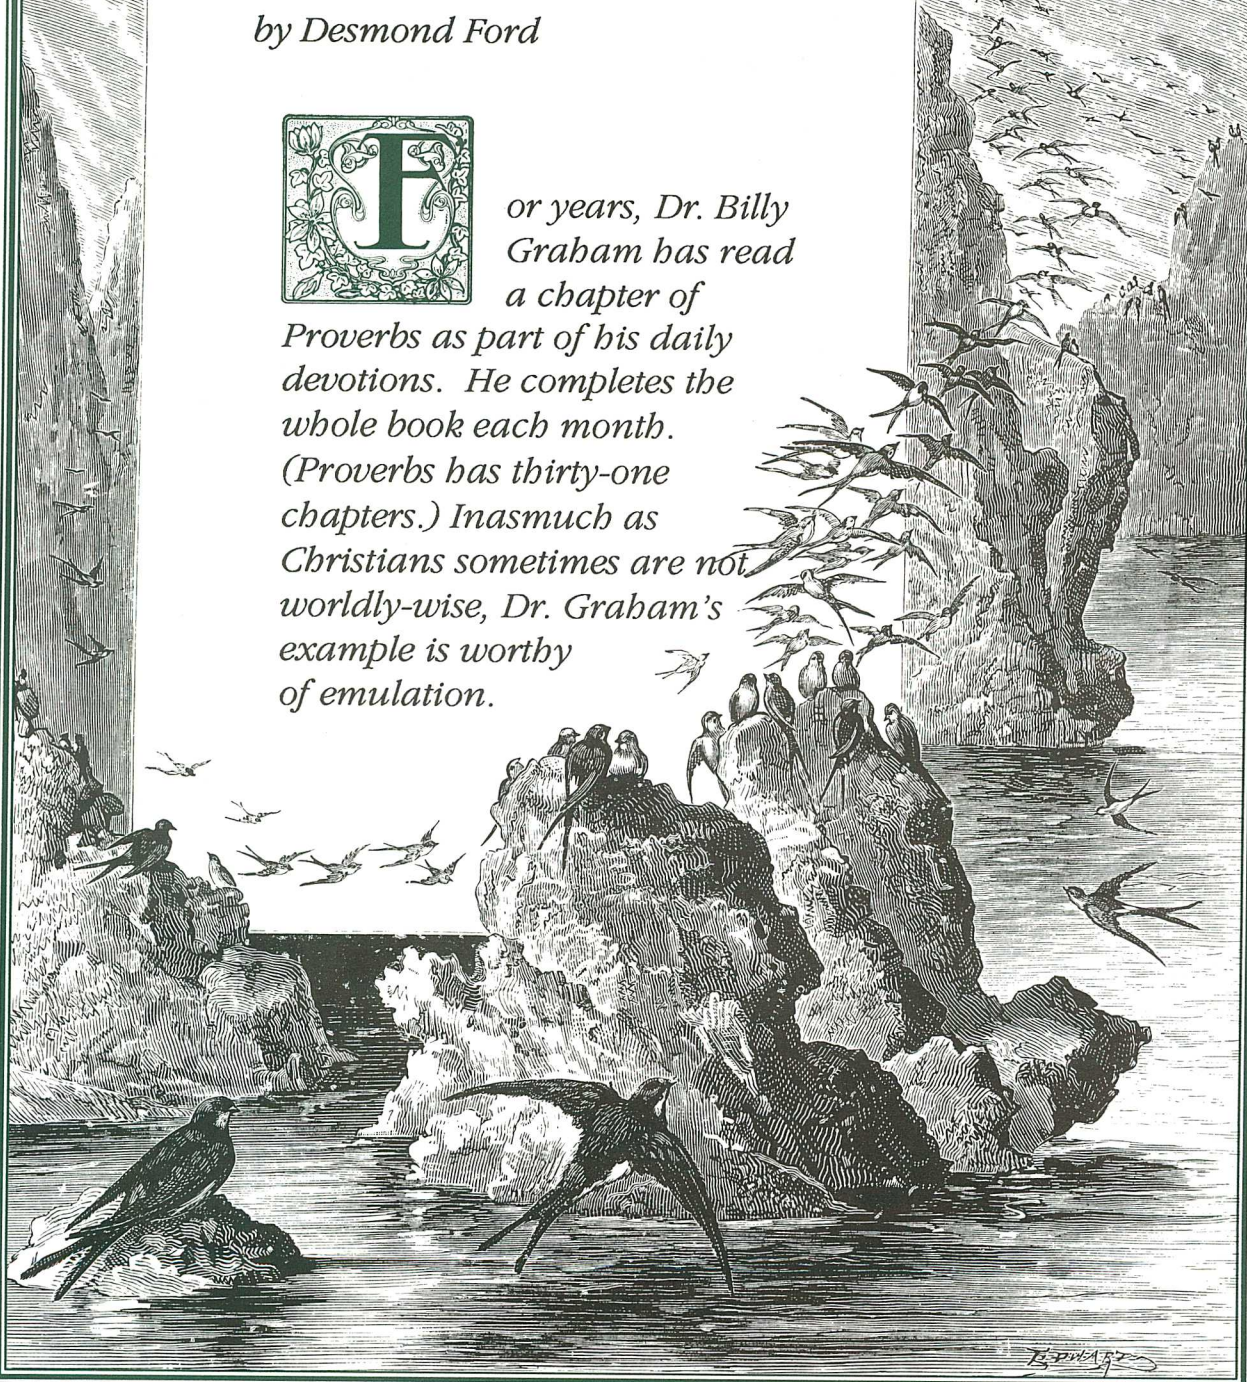 by Desmond Ford
For years, Dr. Billy
Graham has read
a chapter of
Proverbs as part of his daily
devotions. He completes the
whole book each month.
(Proverbs has thirty-one
chapters.) Inasmuch as
Christians sometimes are not
worldly-wise, Dr. Graham's
example is worthy
of emulation.